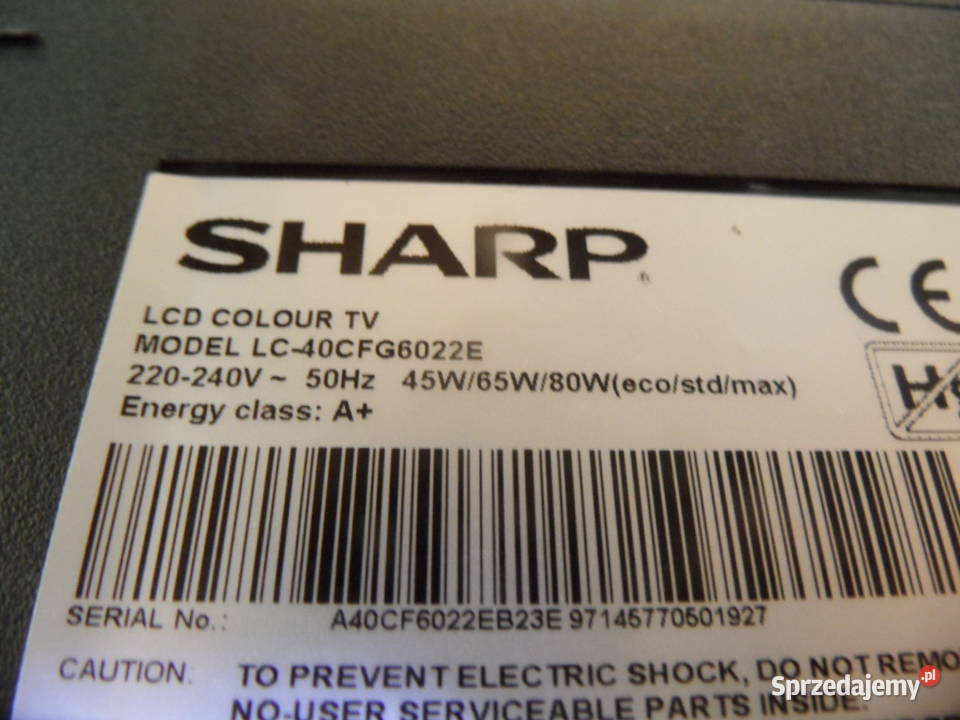 SHARP
LCD COLOUR TV
MODEL LC-40CFG6022E
220-240V ~ 50Hz 45W/65W/80W(eco/std/max)
Energy class: A+
CE
SERIAL No.: A40CF6022EB23E 97145770501927
CAUTION: TO PREVENT ELECTRIC SHOCK, DO NOT REMO
NO-USER SERVICEABLE PARTS INSIDE.
Sprzedajemy.pl